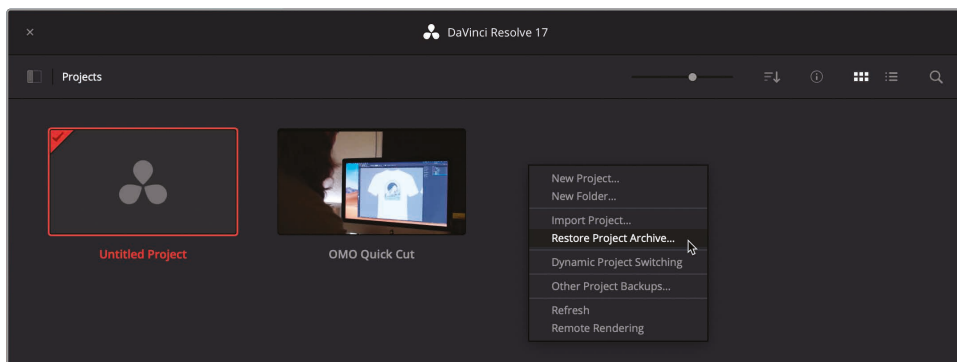 DaVinci Resolve 17
Projects
Untitled Project
OMO Quick Cut
New Project...
New Folder...
Import Project...
Restore Project Archive...
Dynamic Project Switching
Other Project Backups...
Refresh
Remote Rendering